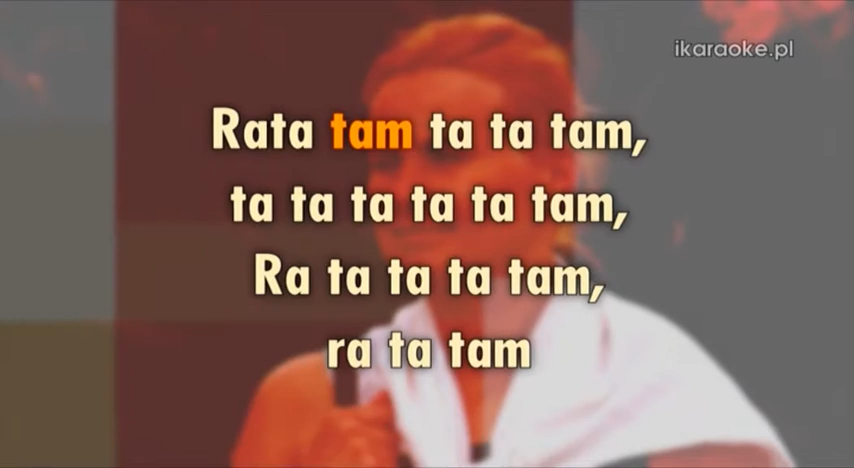 ikaraoke.pl
Rata tam ta ta tam,
ta ta ta ta ta tam,
Ra ta ta ta tam,
ra ta tam